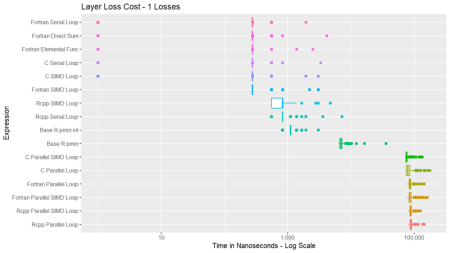 Layer Loss Cost - 1 Losses
Expression
Fortran Serial Loop
Fortran Direct Sum
Fortran Elemental Func
C Serial Loop
C SIMD Loop
Fortran SIMD Loop
Rcpp SIMD Loop
Rcpp Serial Loop
Base R pmin.int
Base R pmin
C Parallel SIMD Loop
C Parallel Loop
Fortran Parallel Loop
Fortran Parallel SIMD Loop
Rcpp Parallel SIMD Loop
Rcpp Parallel Loop
10
1,000
100,000
Time in Nanoseconds - Log Scale